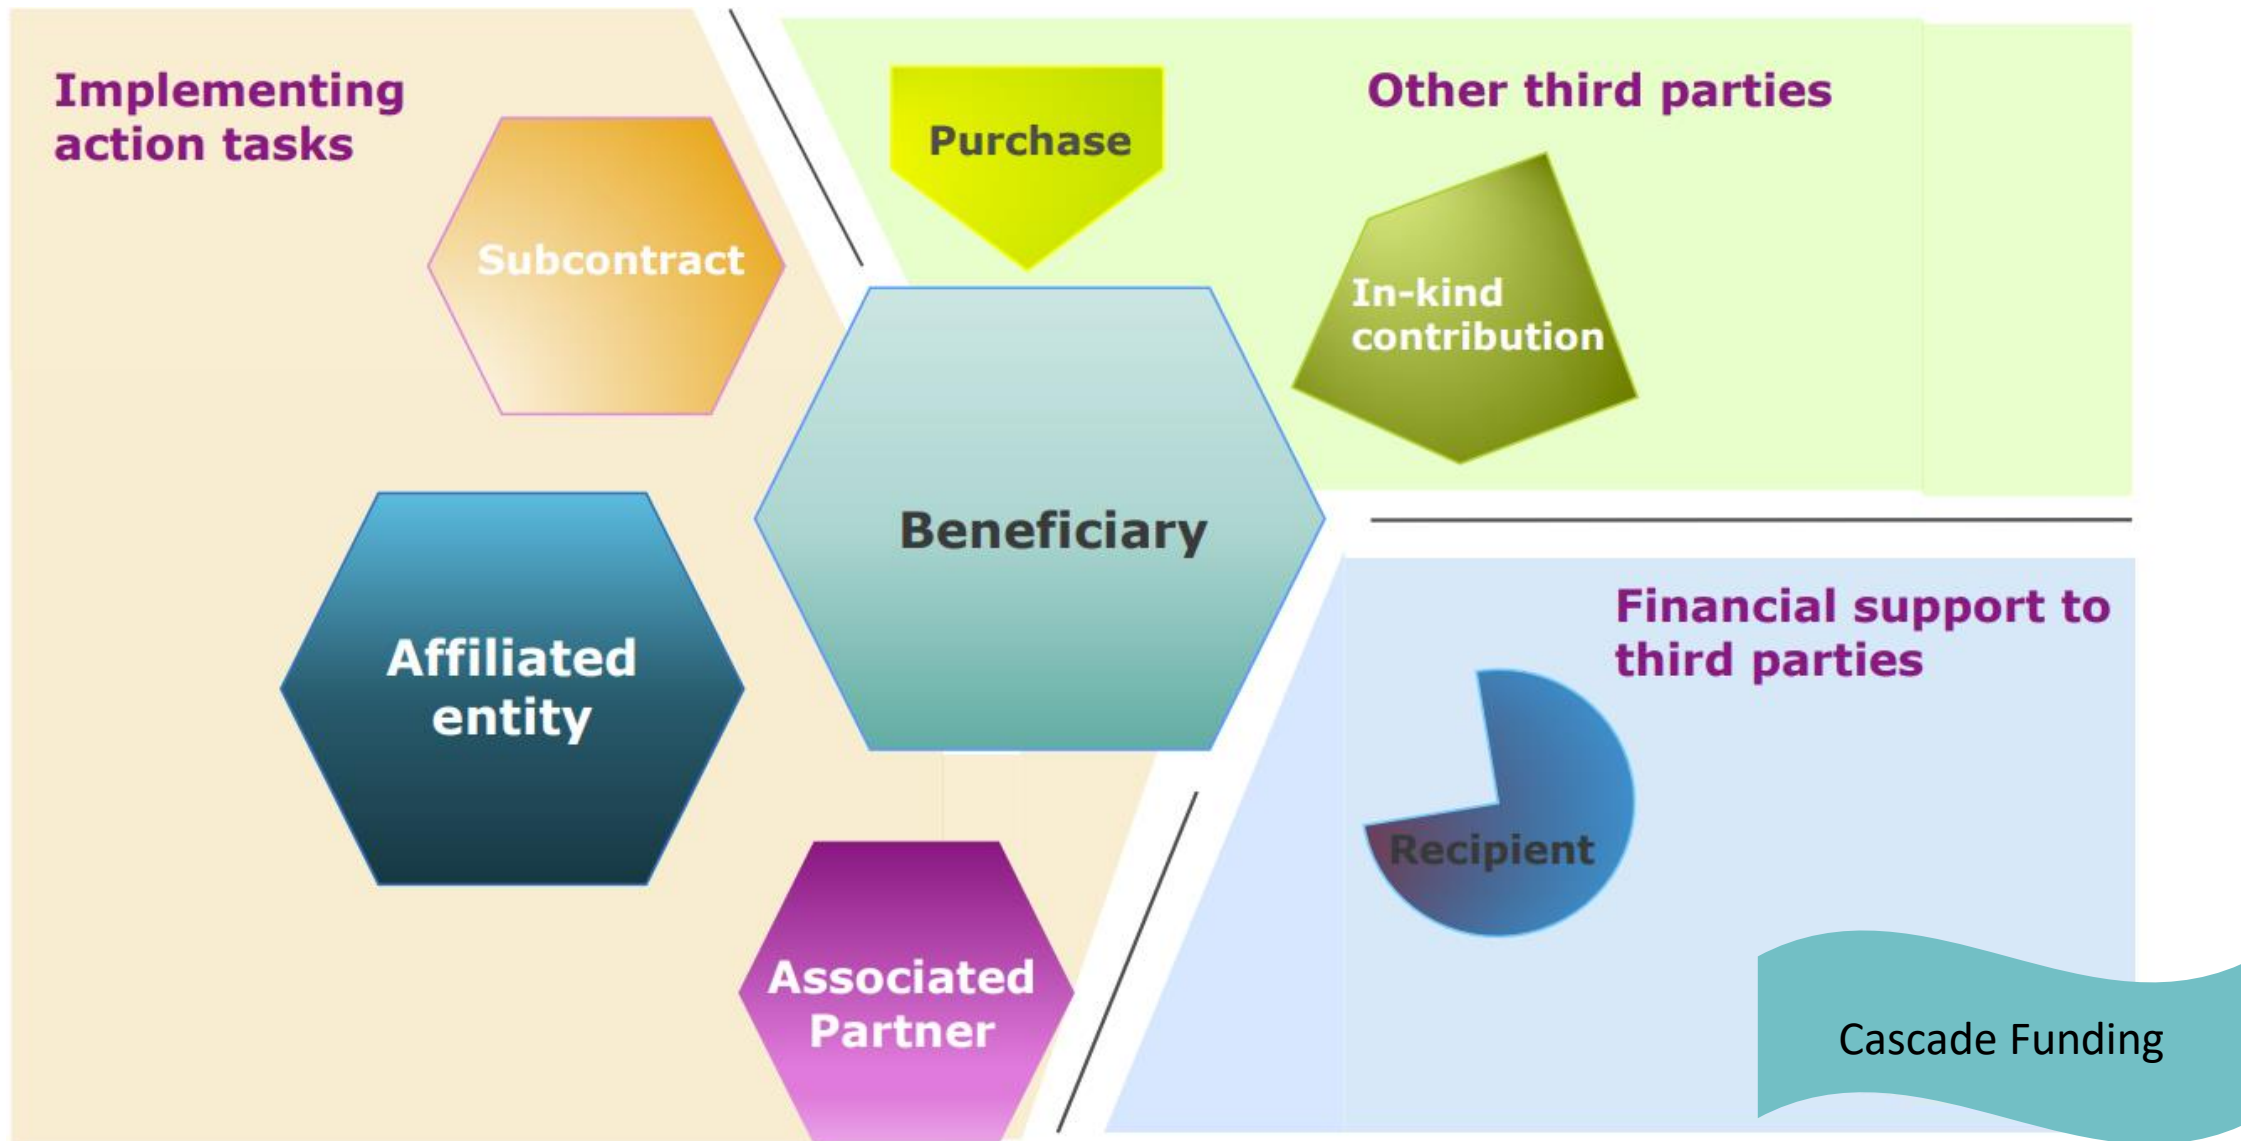 Implementing
action tasks
Subcontract
Purchase
Other third parties
In-kind
contribution
Beneficiary
Affiliated
entity
Associated
Partner
Financial support to
third parties
Recipient
Cascade Funding